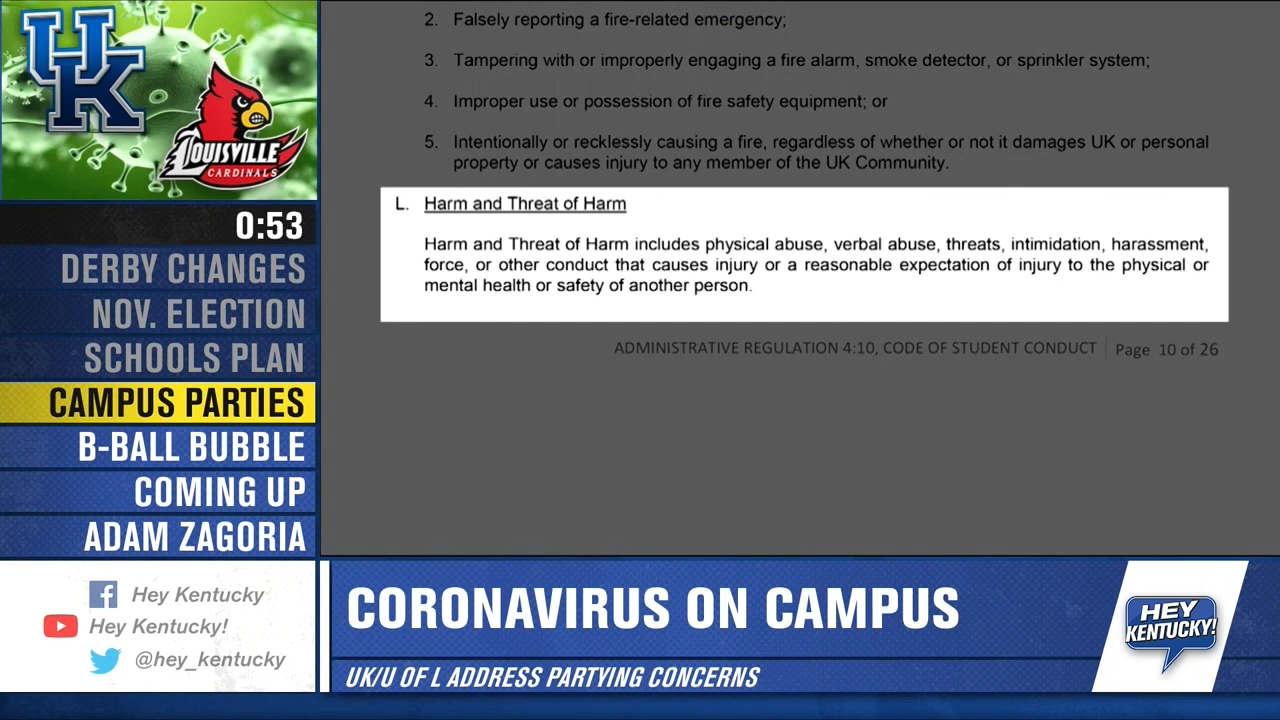 UK
LOUISVILLE
CARDINALS
0:53
DERBY CHANGES
NOV. ELECTION
SCHOOLS PLAN
CAMPUS PARTIES
B-BALL BUBBLE
COMING UP
ADAM ZAGORIA
Hey Kentucky
Hey Kentucky!
@hey_kentucky
2. Falsely reporting a fire-related emergency;
3. Tampering with or improperly engaging a fire alarm, smoke detector, or sprinkler system;
4. Improper use or possession of fire safety equipment; or
5. Intentionally or recklessly causing a fire, regardless of whether or not it damages UK or personal
property or causes injury to any member of the UK Community.
L. Harm and Threat of Harm
Harm and Threat of Harm includes physical abuse, verbal abuse, threats, intimidation, harassment,
force, or other conduct that causes injury or a reasonable expectation of injury to the physical or
mental health or safety of another person.
ADMINISTRATIVE REGULATION 4:10, CODE OF STUDENT CONDUCT Page 10 of 26
CORONAVIRUS ON CAMPUS
UK/U OF L ADDRESS PARTYING CONCERNS
HEY
KENTUCKY!